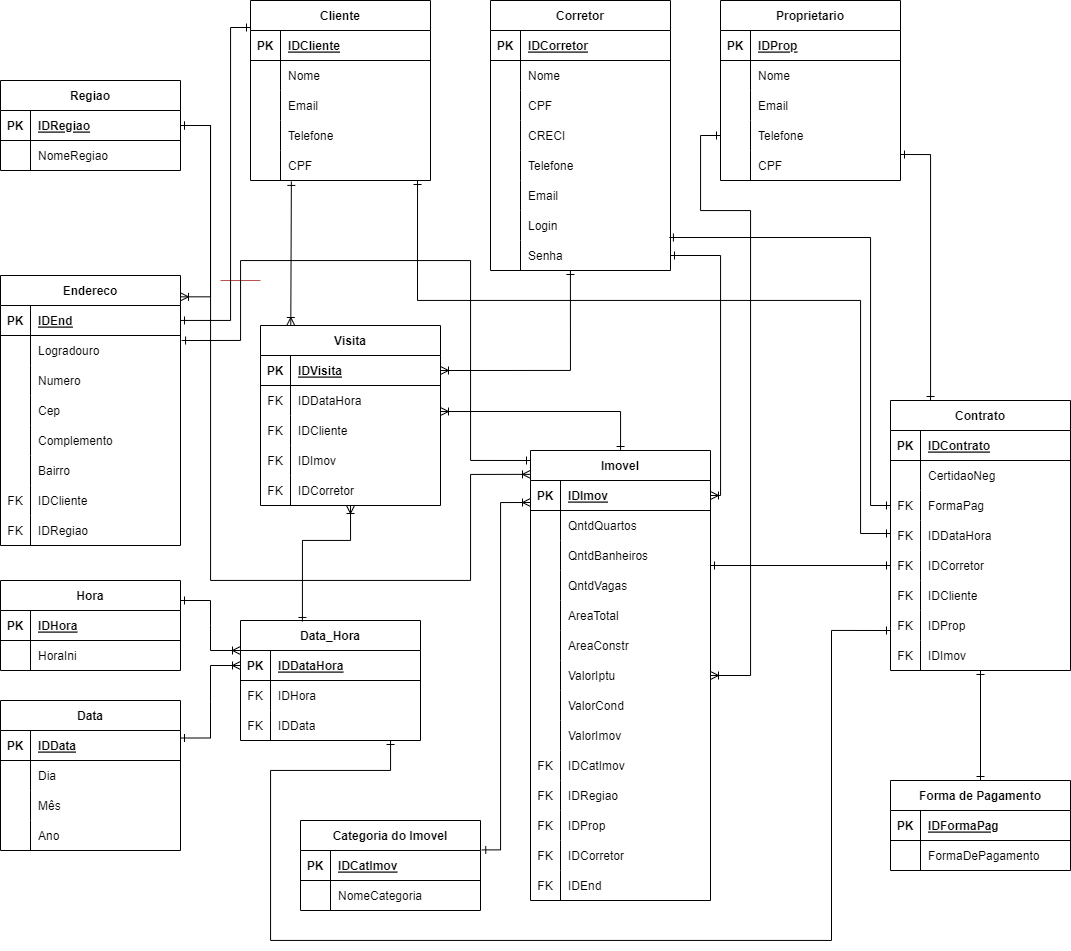 Cliente
PK IDCliente
Nome
Email
Telefone
CPF
Corretor
PK IDCorretor
Nome
CPF
CRECI
Telefone
Email
Login
Senha
Proprietario
PK IDProp
Nome
Email
Telefone
CPF
Regiao
PK IDRegiao
NomeRegiao
Endereco
PK IDEnd
Logradouro
Numero
Cep
Complemento
Bairro
FK IDCliente
FK IDRegiao
Visita
PK IDVisita
FK IDDataHora
FK IDCliente
FK IDImov
FK IDCorretor
Imovel
PK IDImov
QntdQuartos
QntdBanheiros
QntdVagas
AreaTotal
AreaConstr
ValorIptu
ValorCond
ValorImov
FK IDCatImov
FK IDRegiao
FK IDProp
FK IDCorretor
FK IDEnd
Contrato
PK IDContrato
CertidaoNeg
FK FormaPag
FK IDDataHora
FK IDCorretor
FK IDCliente
FK IDProp
FK IDImov
Hora
PK IDHora
HoraIni
Data_Hora
PK IDDataHora
FK IDHora
FK IDData
Data
PK IDData
Dia
Mês
Ano
Categoria do Imovel
PK IDCatImov
NomeCategoria
Forma de Pagamento
PK IDFormaPag
FormaDePagamento